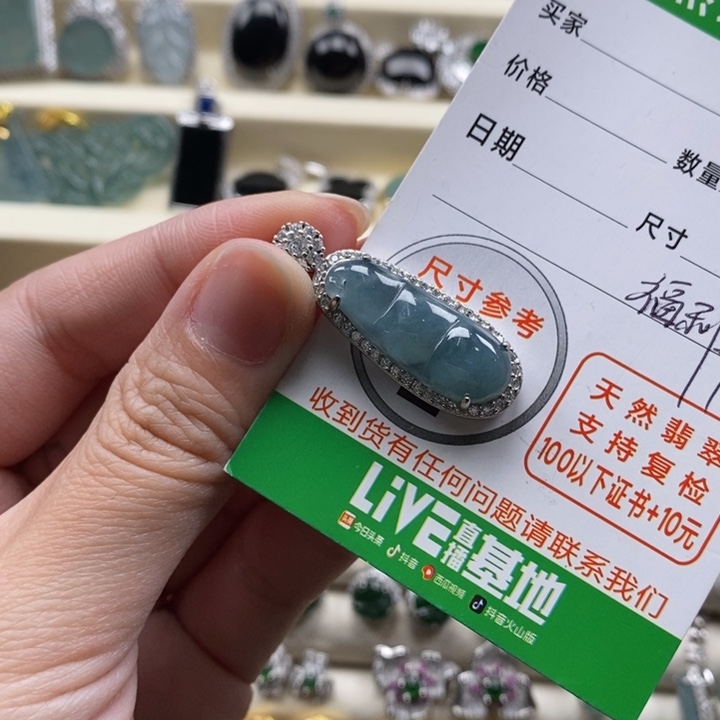 买家
价格
数量
日期
尺寸
尺寸参考
福利
天然翡翠
支持复检
100以下证书+10元
收到货有任何问题请联系我们
LIVE直播基地
今日头条 抖音 西瓜视频 抖音火山版